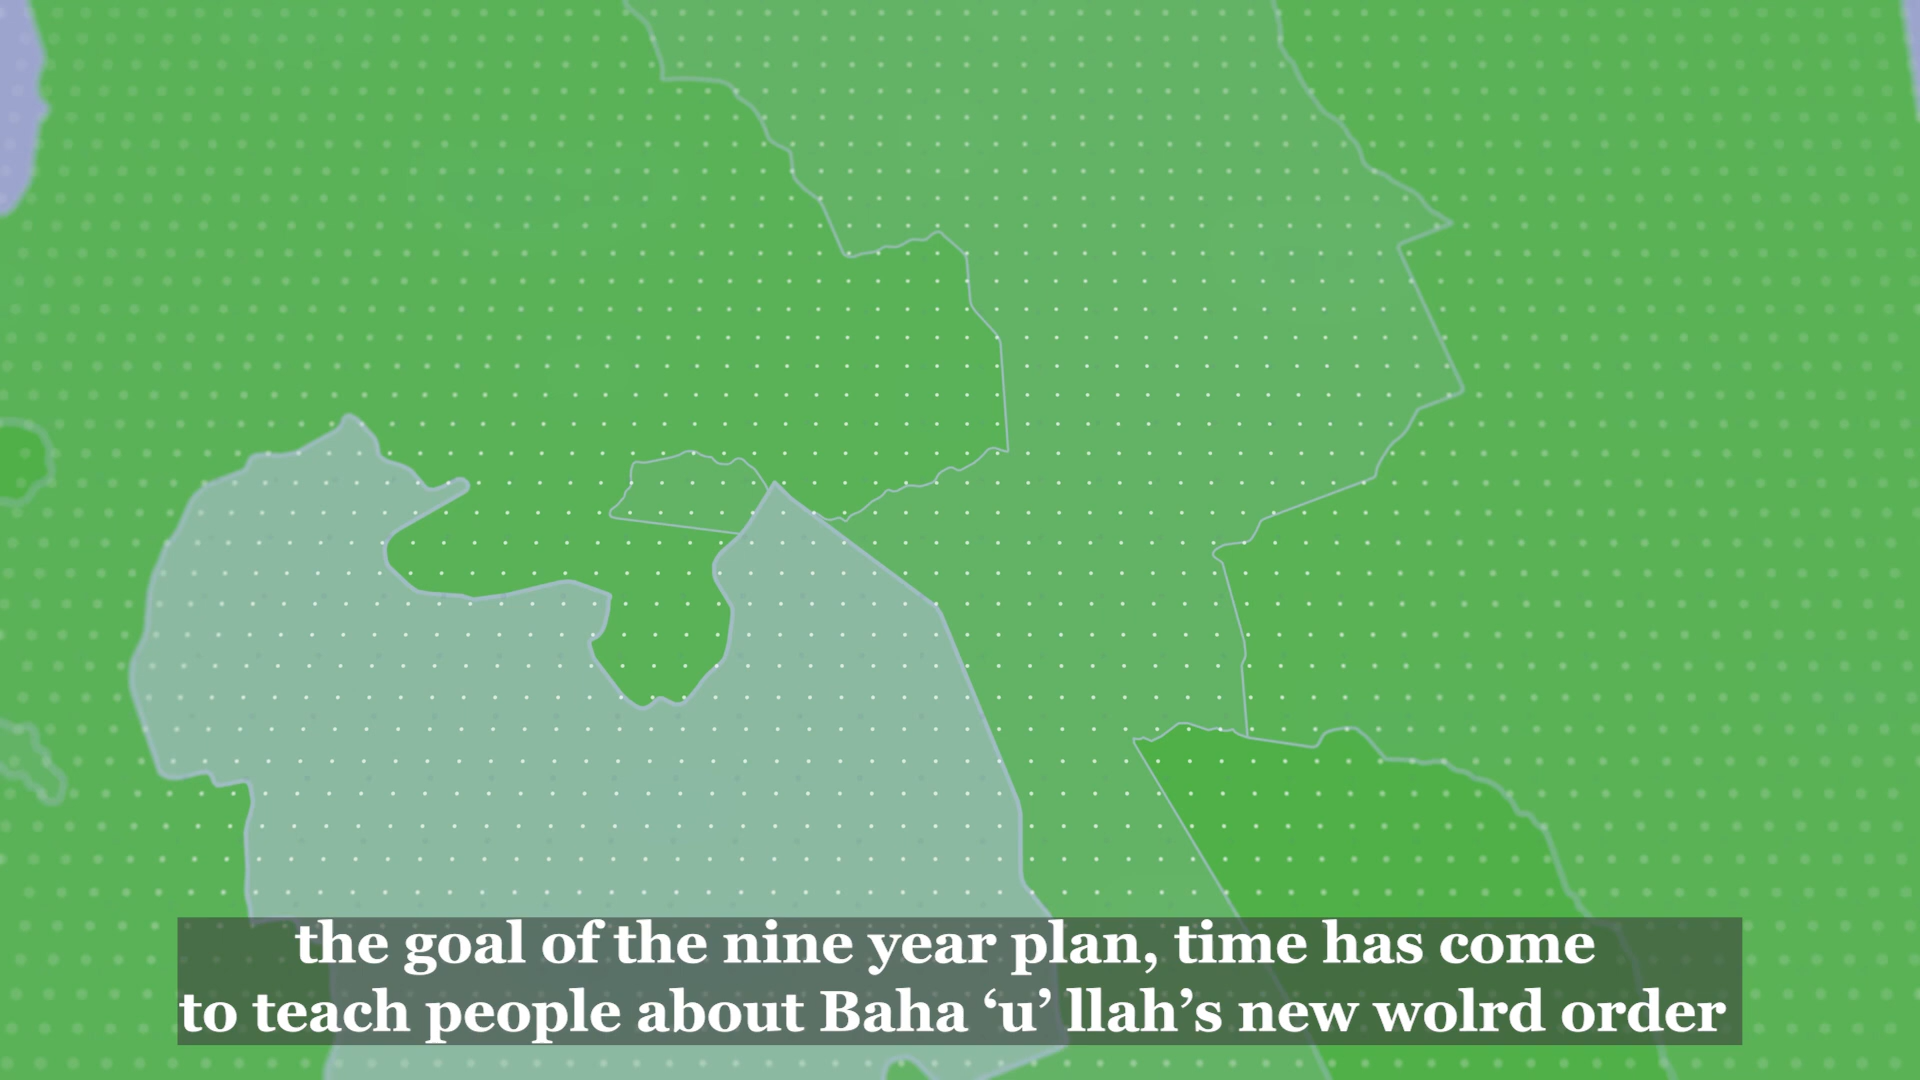 the goal of the nine year plan, time has come
to teach people about Baha ‘u’ llah’s new wolrd order